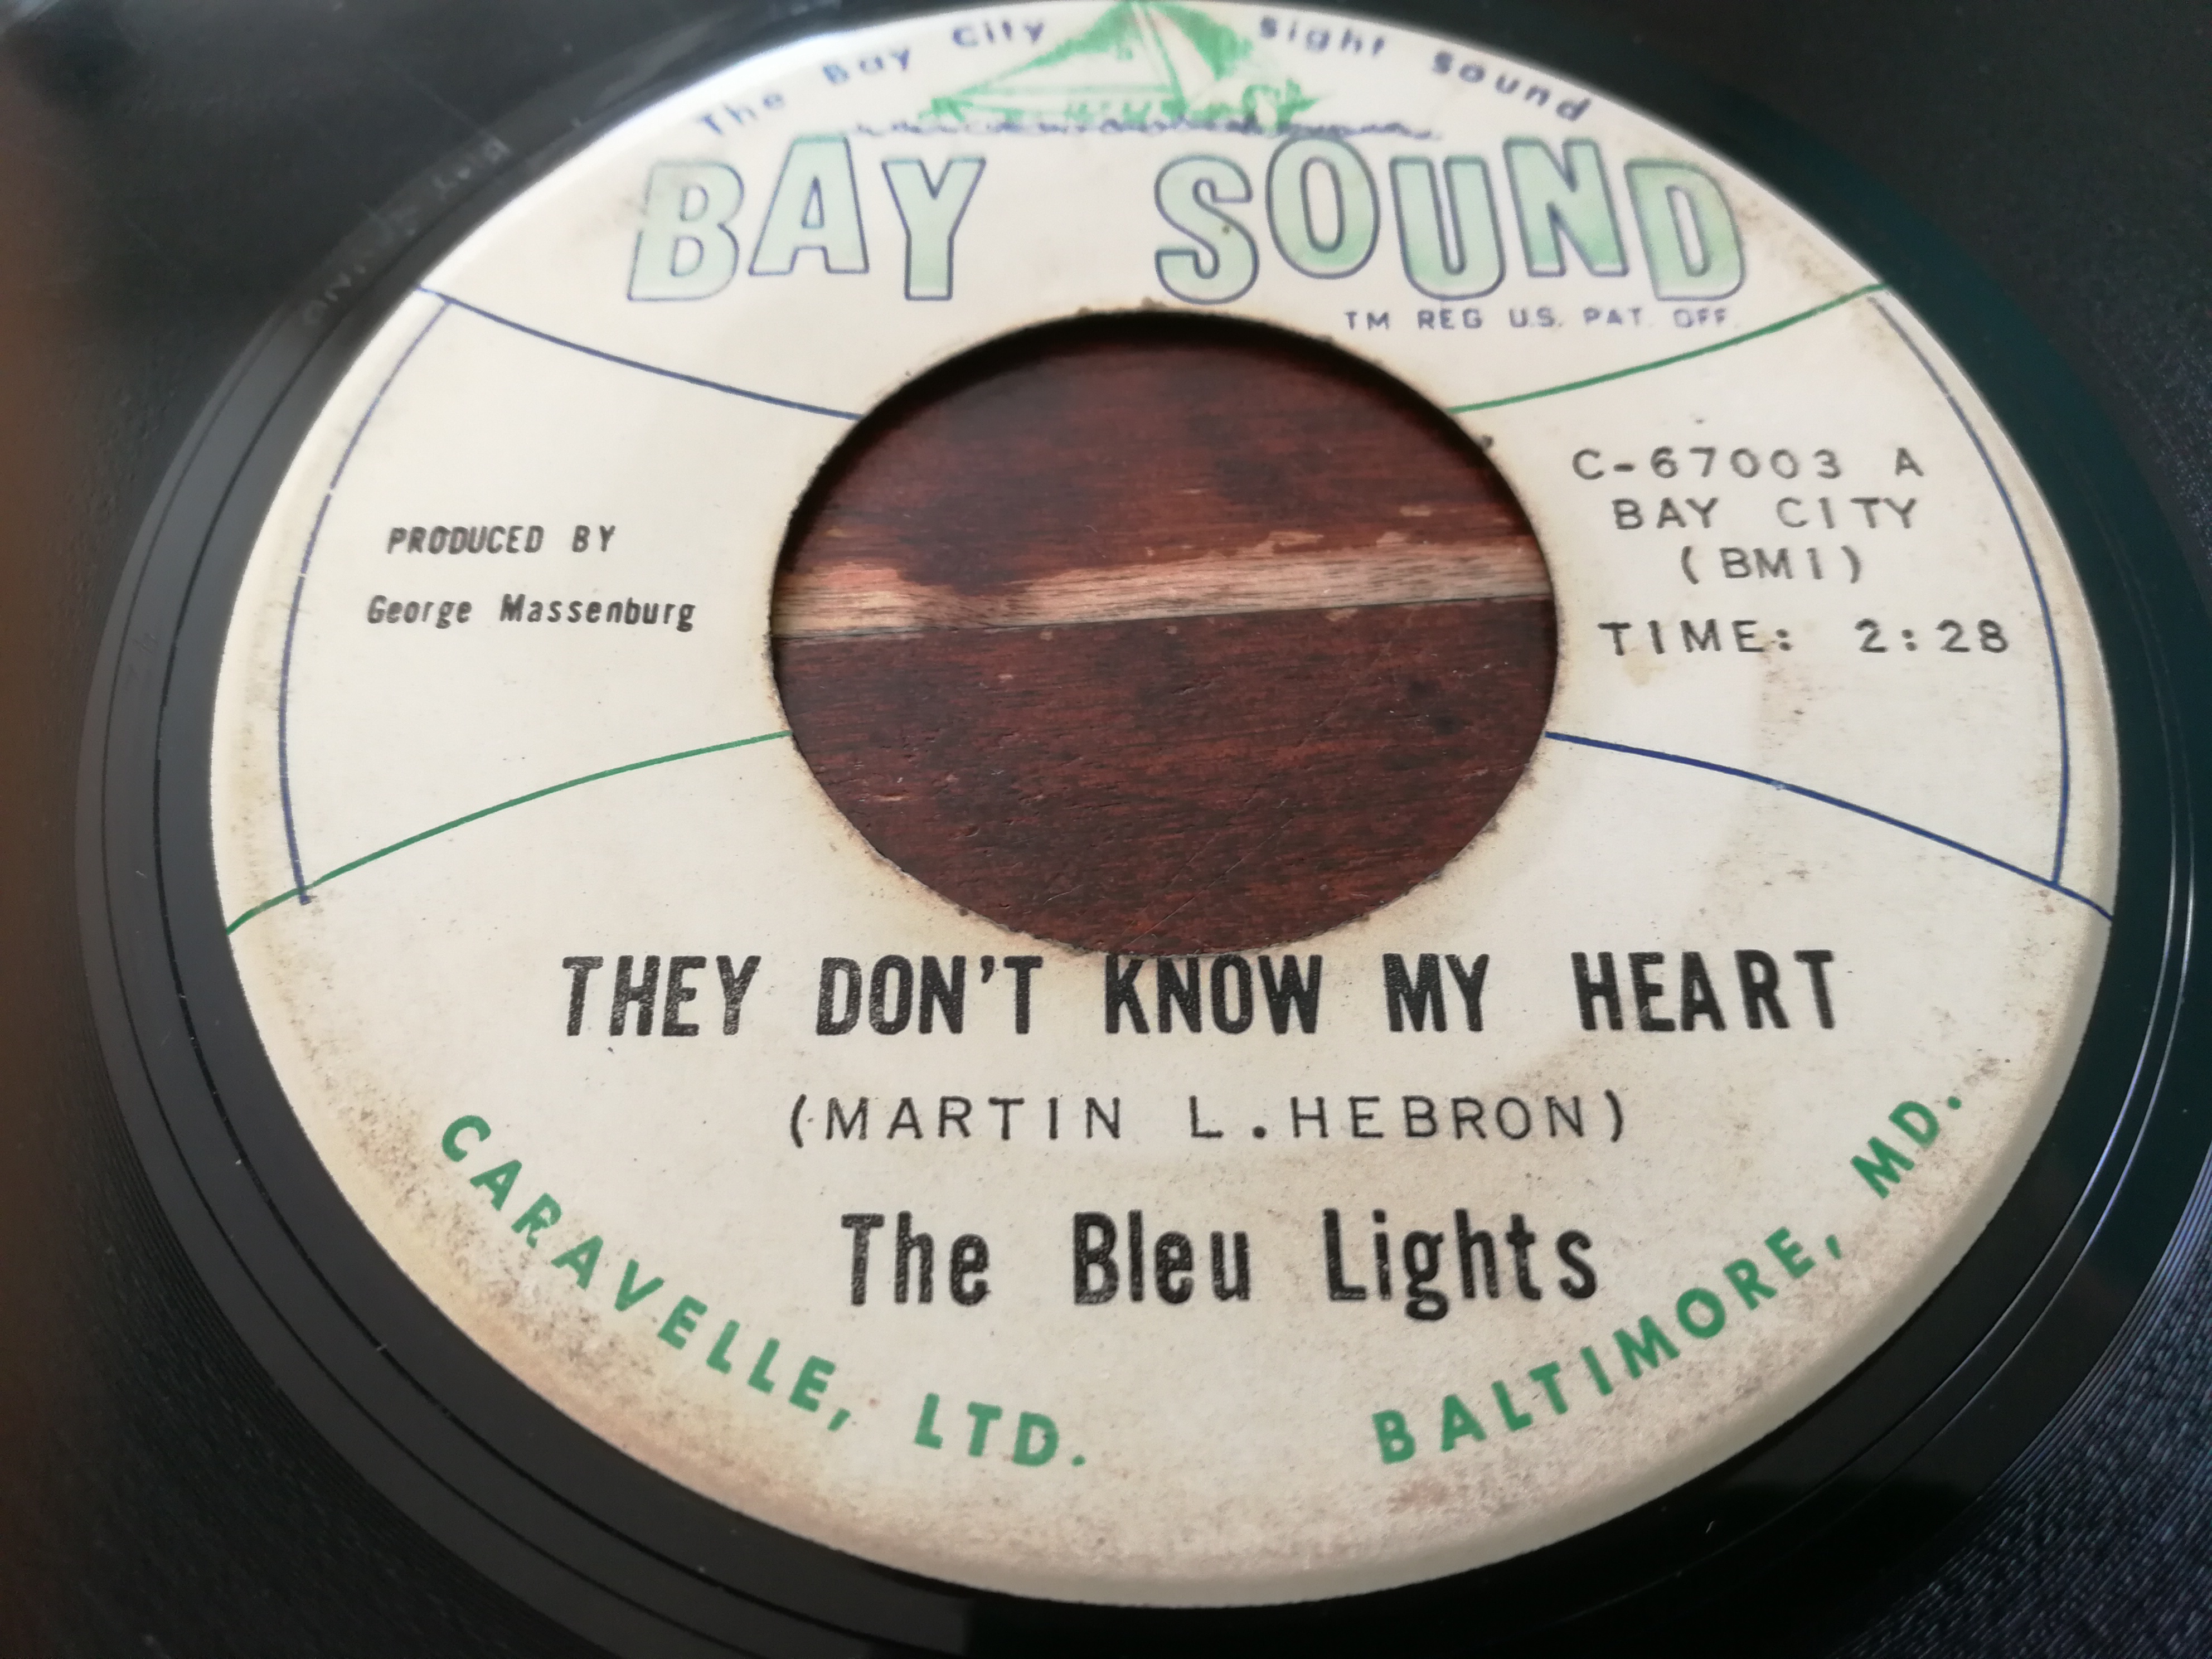 The Bay City Sight Sound
BAY SOUND
TM REG U.S. PAT. OFF.
PRODUCED BY
George Massenburg
C-67003 A
BAY CITY
(BMI)
TIME: 2:28
THEY DON'T KNOW MY HEART
(MARTIN L.HEBRON)
The Bleu Lights
CARAVELLE, LTD. BALTIMORE, MD.